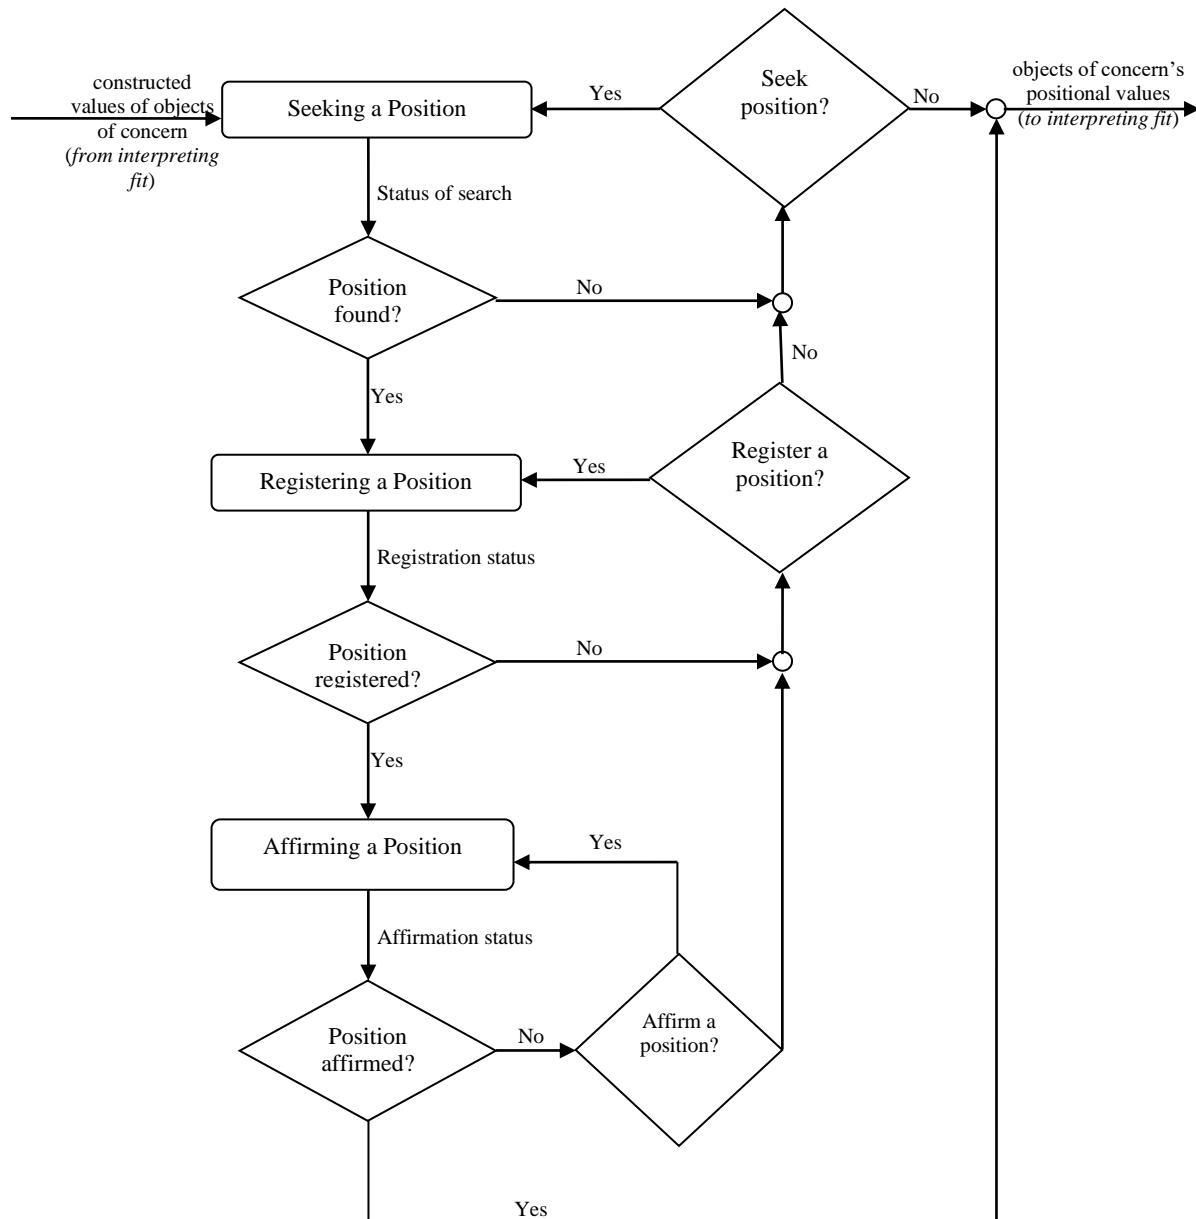 constructed
values of objects
of concern
(from interpreting
fit)
Seeking a Position
Yes
Seek
position?
No
objects of concern's
positional values
(to interpreting fit)
Status of search
Position
found?
No
No
Yes
Registering a Position
Yes
Register a
position?
Registration status
Position
registered?
No
Yes
Affirming a Position
Yes
Affirmation status
Position
affirmed?
No
Affirm a
position?
Yes